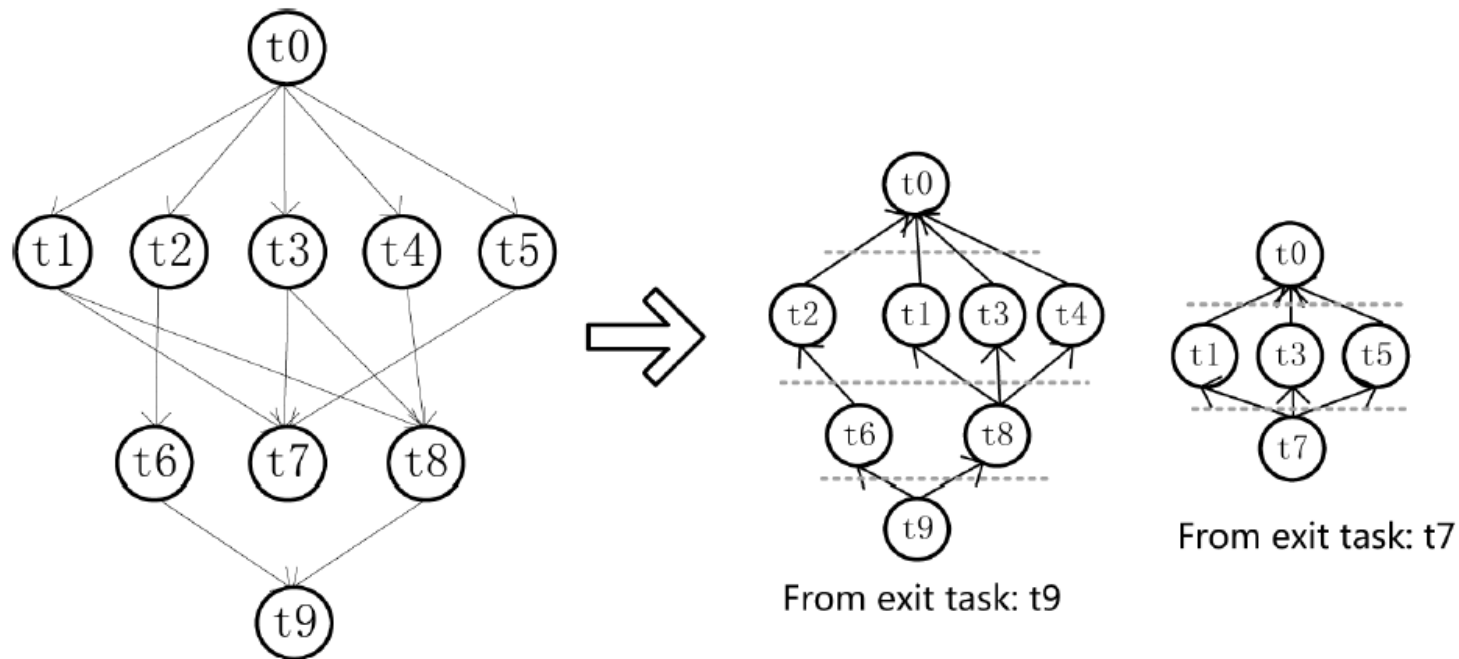 t0
t1 t2 t3 t4 t5
t6 t7 t8
t9
t0
t2 t1 t3 t4
t6 t8
t9
From exit task: t9
t0
t1 t3 t5
t7
From exit task: t7